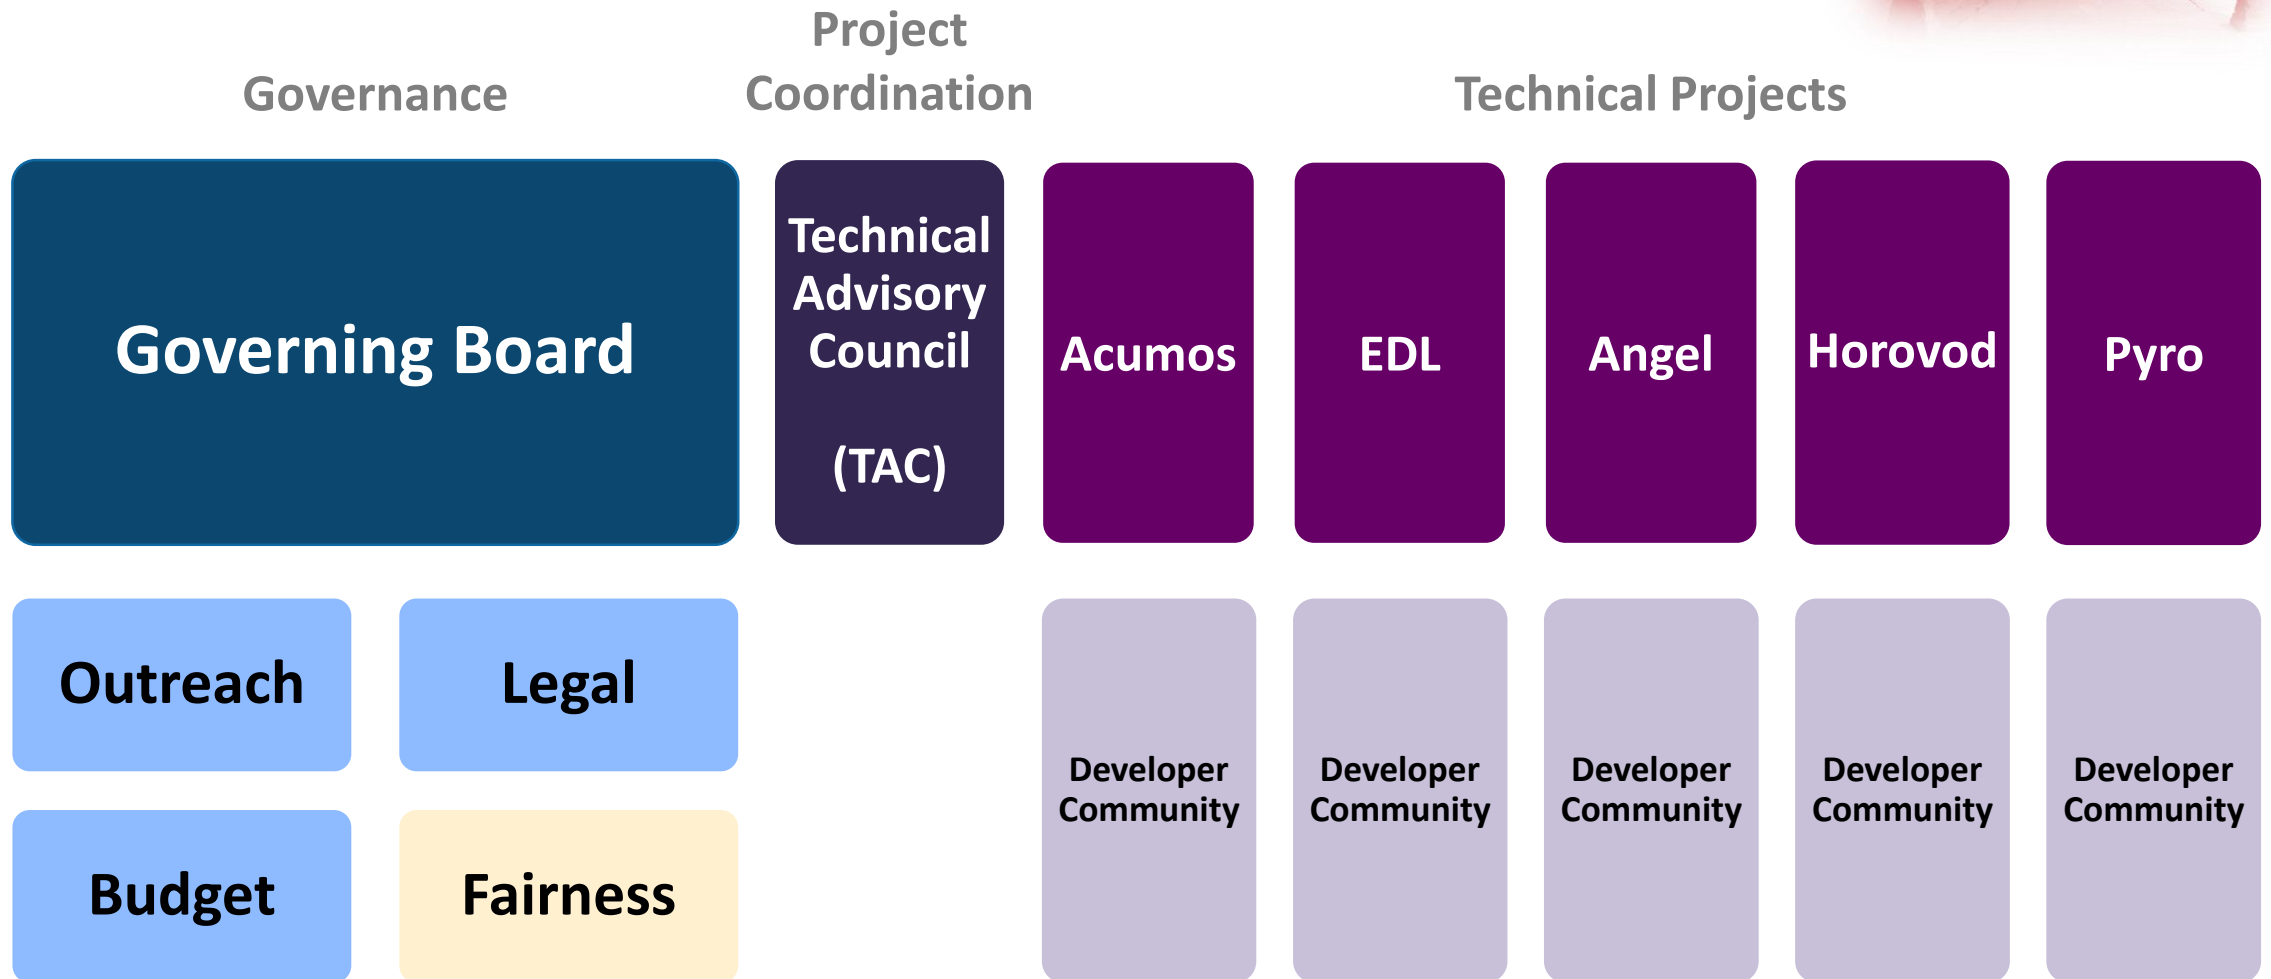 Governance
Project
Coordination
Technical Projects
Governing Board
Technical
Advisory
Council
(TAC)
Acumos
EDL
Angel
Horovod
Pyro
Outreach
Legal
Budget
Fairness
Developer
Community
Developer
Community
Developer
Community
Developer
Community
Developer
Community